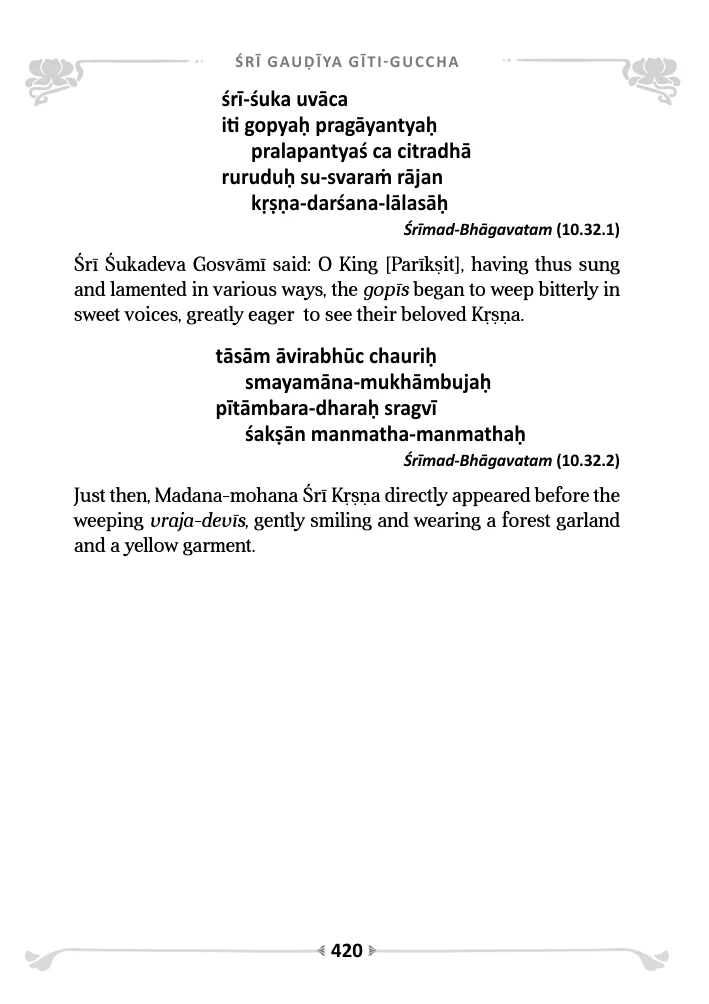 ŚRĪ GAUḌĪYA GĪTI-GUCCHA
śrī-śuka uvāca
iti gopyaḥ pragāyantyaḥ
pralapantyaś ca citradhā
ruruduḥ su-svaraṁ rājan
kṛṣṇa-darśana-lālasāḥ
Śrīmad-Bhāgavatam (10.32.1)
Śrī Śukadeva Gosvāmī said: O King [Parīkṣit], having thus sung
and lamented in various ways, the gopīs began to weep bitterly in
sweet voices, greatly eager to see their beloved Kṛṣṇa.
tāsām āvirabhūc chauriḥ
smayamāna-mukhāmbujaḥ
pītāmbara-dharaḥ sragvī
śakṣān manmatha-manmathaḥ
Śrīmad-Bhāgavatam (10.32.2)
Just then, Madana-mohana Śrī Kṛṣṇa directly appeared before the
weeping vraja-devīs, gently smiling and wearing a forest garland
and a yellow garment.
420